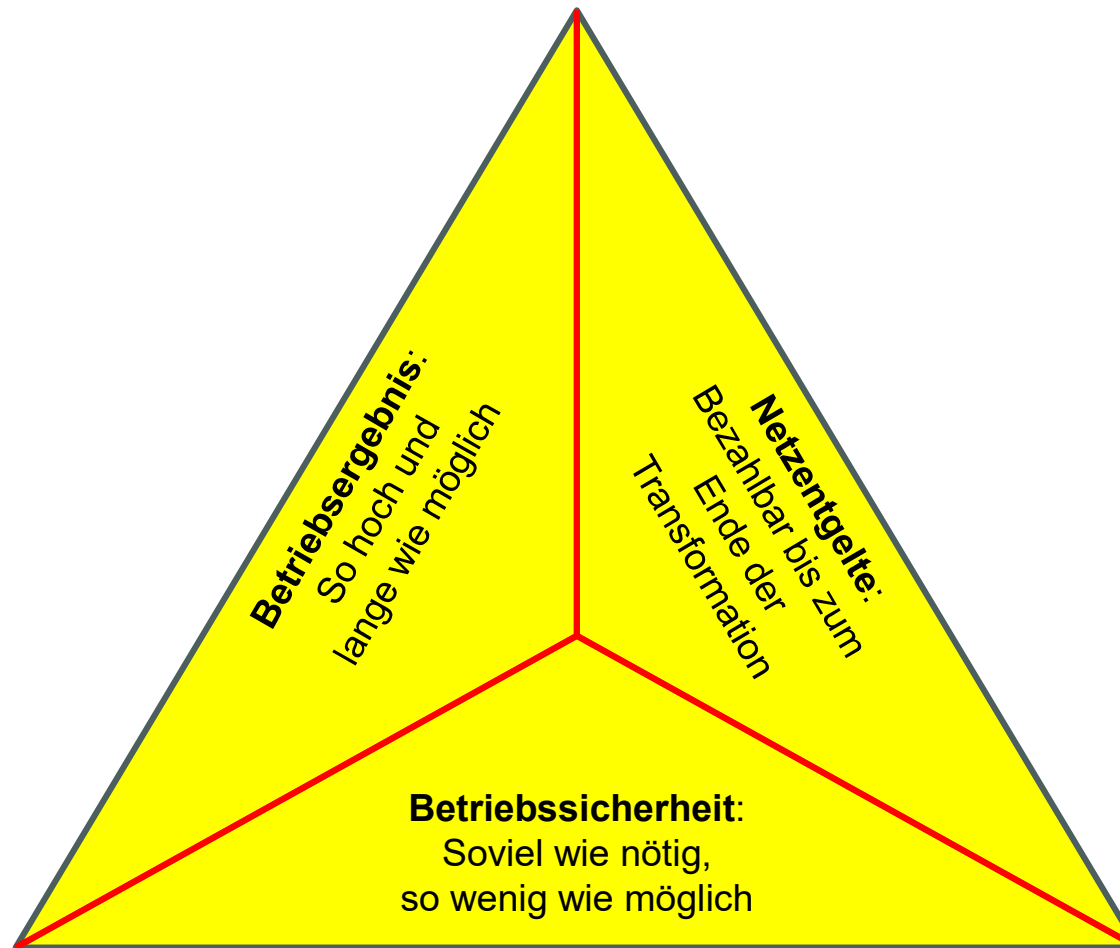 Betriebsergebnis:
So hoch und
lange wie möglich
Netzentgelte:
Bezahlbar bis zum
Ende der
Transformation
Betriebssicherheit:
Soviel wie nötig,
so wenig wie möglich